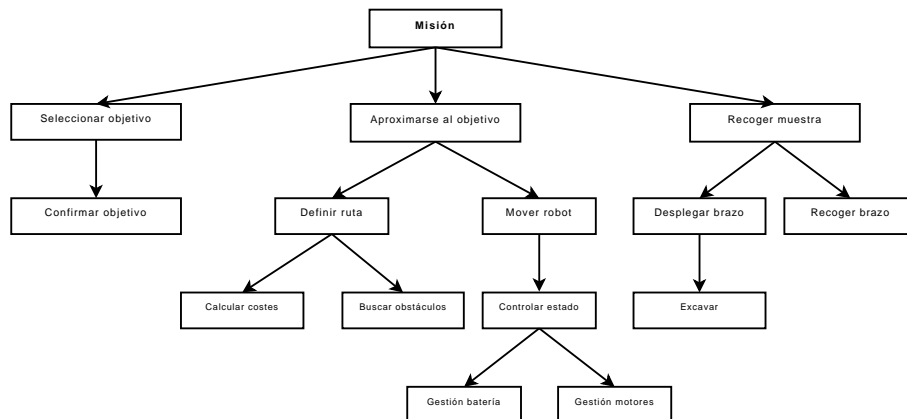 Misión
Seleccionar objetivo
Aproximarse al objetivo
Recoger muestra
Confirmar objetivo
Definir ruta
Mover robot
Desplegar brazo
Recoger brazo
Calcular costes
Buscar obstáculos
Controlar estado
Excavar
Gestión batería
Gestión motores